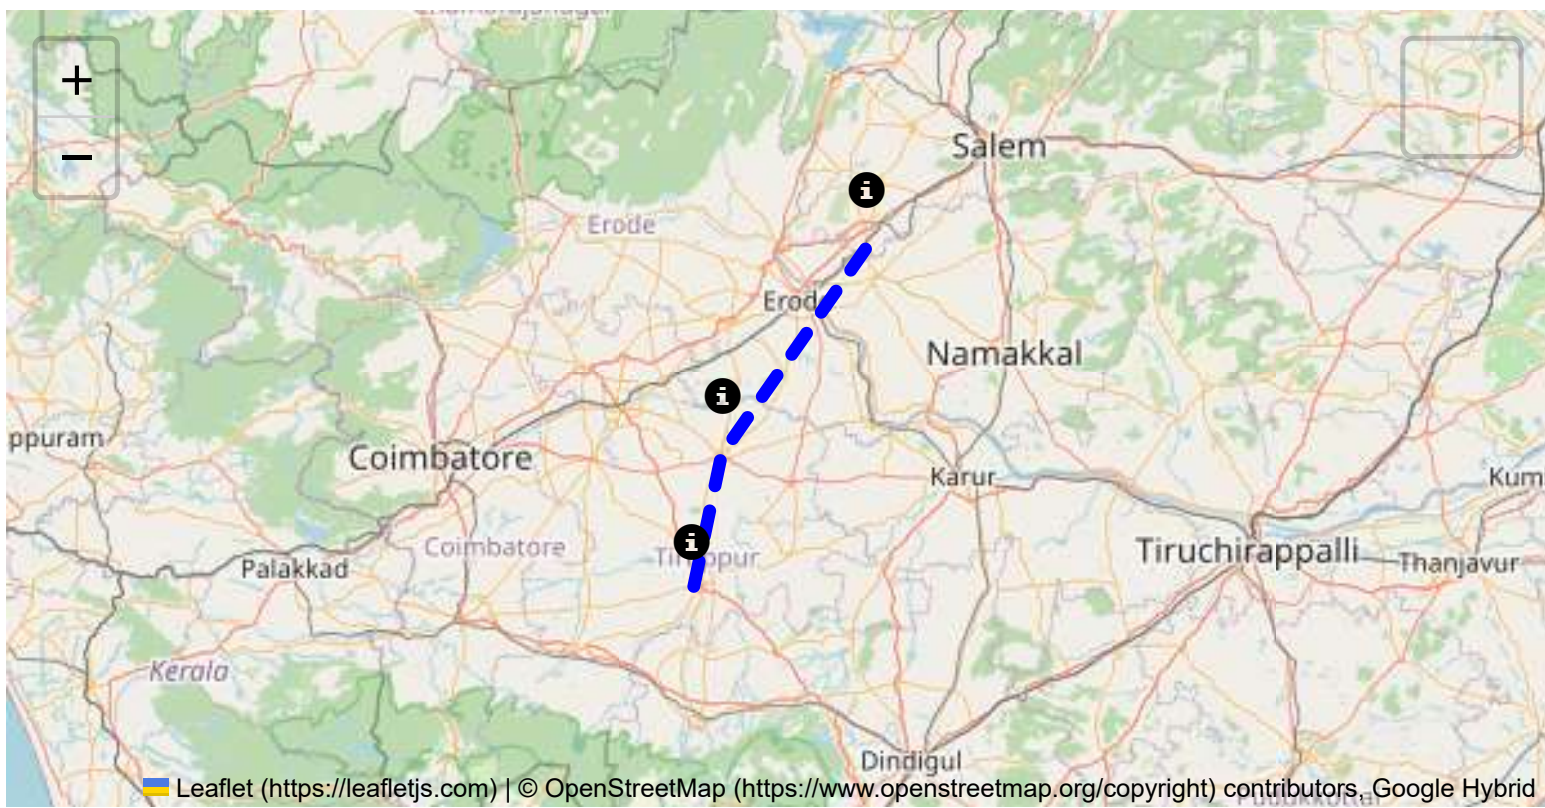 +
Salem
−
Erode
Erod
Namakkal
ppuram
Coimbatore
Karur
Kum
Coimbatore
Tiruchirappalli
Palakkad
Thanjavur
Kerala
Dindigul
Leaflet (https://leafletjs.com) | © OpenStreetMap (https://www.openstreetmap.org/copyright) contributors, Google Hybrid